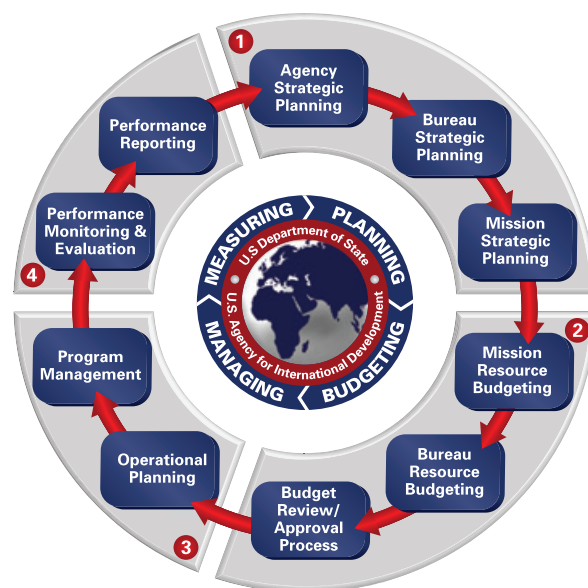 1
Agency
Strategic
Planning
Bureau
Strategic
Planning
Mission
Strategic
Planning
2
Mission
Resource
Budgeting
Bureau
Resource
Budgeting
Budget
Review/
Approval
Process
3
Operational
Planning
Program
Management
4
Performance
Monitoring &
Evaluation
Performance
Reporting
MEASURING
PLANNING
BUDGETING
MANAGING
U.S Department of State
U.S. Agency for International Development